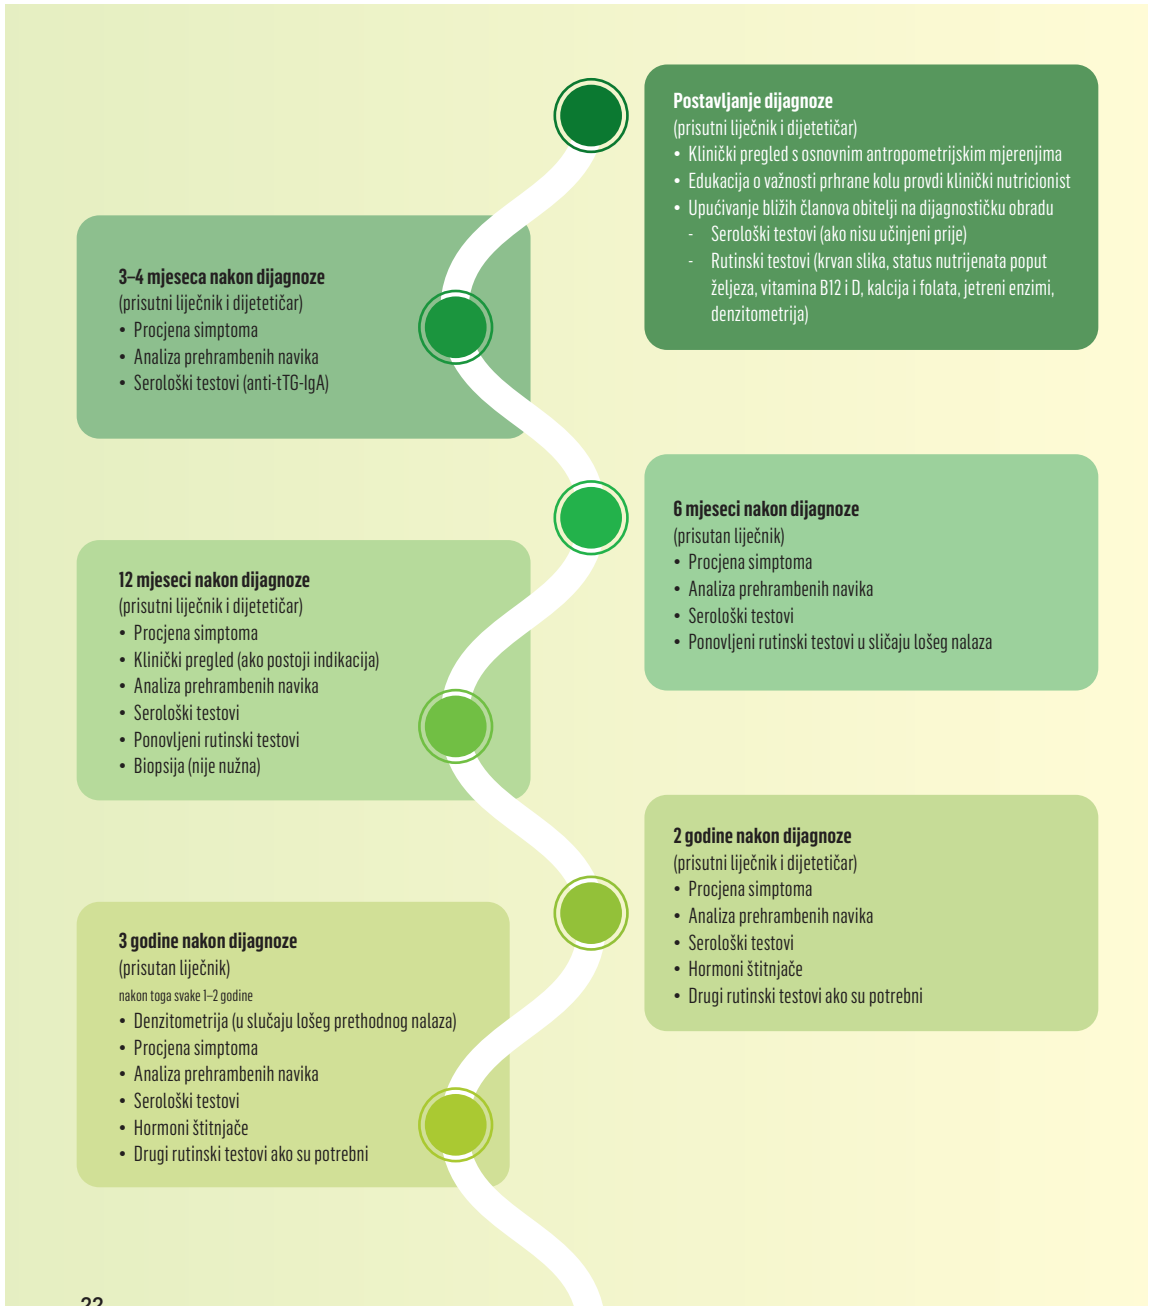 Postavljanje dijagnoze
(prisutni liječnik i dijetetičar)
• Klinički pregled s osnovnim antropometrijskim mjerenjima
• Edukacija o važnosti prhrane kolu provdi klinički nutricionist
• Upućivanje bližih članova obitelji na dijagnostičku obradu
- Serološki testovi (ako nisu učinjeni prije)
- Rutinski testovi (krvan slika, status nutrijenata poput
željeza, vitamina B12 i D, kalcija i folata, jetreni enzimi,
denzitometrija)
3–4 mjeseca nakon dijagnoze
(prisutni liječnik i dijetetičar)
• Procjena simptoma
• Analiza prehrambenih navika
• Serološki testovi (anti-tTG-IgA)
6 mjeseci nakon dijagnoze
(prisutan liječnik)
• Procjena simptoma
• Analiza prehrambenih navika
• Serološki testovi
• Ponovljeni rutinski testovi u sličaju lošeg nalaza
12 mjeseci nakon dijagnoze
(prisutni liječnik i dijetetičar)
• Procjena simptoma
• Klinički pregled (ako postoji indikacija)
• Analiza prehrambenih navika
• Serološki testovi
• Ponovljeni rutinski testovi
• Biopsija (nije nužna)
2 godine nakon dijagnoze
(prisutni liječnik i dijetetičar)
• Procjena simptoma
• Analiza prehrambenih navika
• Serološki testovi
• Hormoni štitnjače
• Drugi rutinski testovi ako su potrebni
3 godine nakon dijagnoze
(prisutan liječnik)
nakon toga svake 1–2 godine
• Denzitometrija (u slučaju lošeg prethodnog nalaza)
• Procjena simptoma
• Analiza prehrambenih navika
• Serološki testovi
• Hormoni štitnjače
• Drugi rutinski testovi ako su potrebni
22